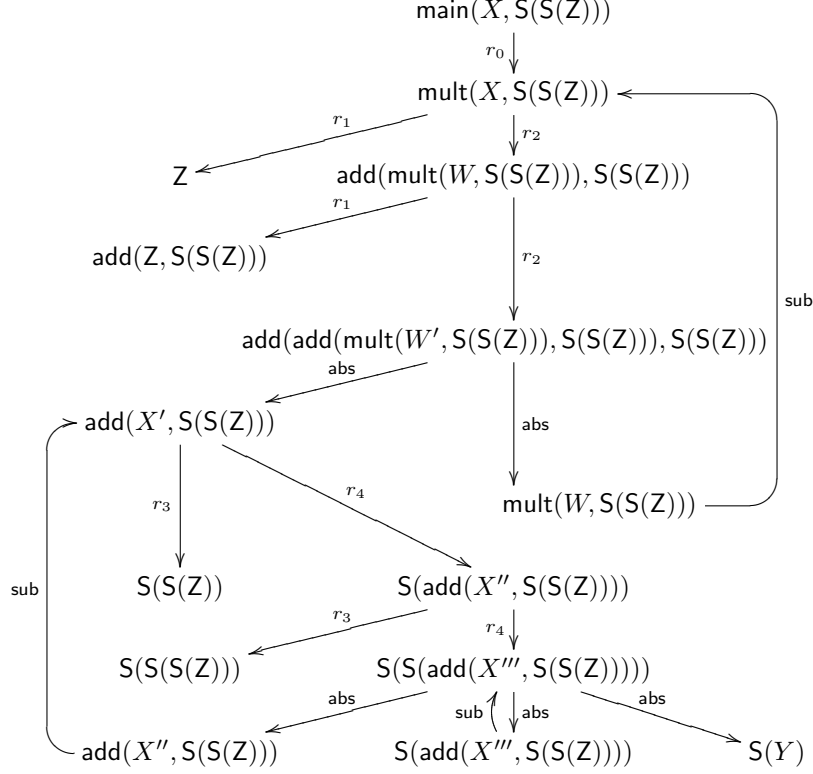 main(X, S(S(Z)))
r₀
mult(X, S(S(Z)))
r₁
r₂
Z
add(mult(W, S(S(Z))), S(S(Z)))
r₁
add(Z, S(S(Z)))
r₂
sub
add(add(mult(W′, S(S(Z))), S(S(Z))), S(S(Z)))
abs
add(X′, S(S(Z)))
abs
r₃
r₄
mult(W, S(S(Z)))
sub
S(S(Z))
S(add(X″, S(S(Z))))
r₃
r₄
S(S(S(Z)))
S(S(add(X‴, S(S(Z)))))
abs
sub
abs
abs
add(X″, S(S(Z)))
S(add(X‴, S(S(Z))))
S(Y)